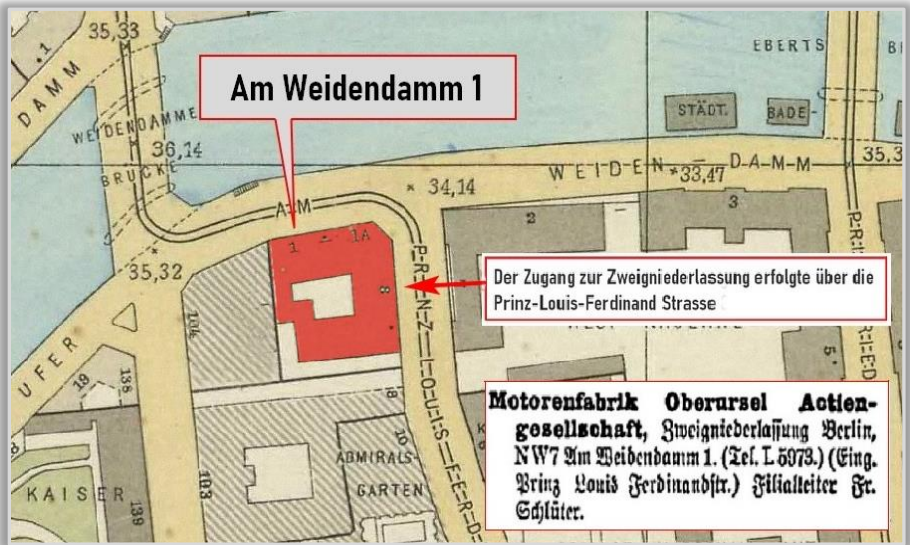 35,33
EBERTS
DAMM
Am Weidendamm 1
STÄDT.
BADE-
WEIDENDAMME
36,14
BRÜCKE
WEIDEN DAMM
33,47
35,3
34,14
AM
1 - 1A
2
3
35,32
8
PRINZ-LOUIS-FERD-
Der Zugang zur Zweigniederlassung erfolgte über die
Prinz-Louis-Ferdinand Strasse
104
UFER
5
19
138
Motorenfabrik Oberursel Actien-
gesellschaft, Zweigniederlassung Berlin,
NW7 Am Weidendamm 1. (Tel. I. 5973.) (Eing.
Prinz Louis Ferdinandstr.) Filialleiter Fr.
Schlüter.
10
ADMIRALS-
GARTEN
103
KAISER
139